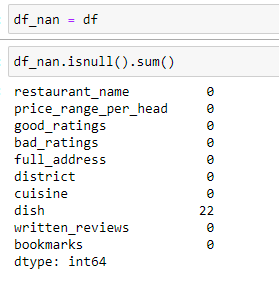 df_nan = df
df_nan.isnull().sum()
restaurant_name 0
price_range_per_head 0
good_ratings 0
bad_ratings 0
full_address 0
district 0
cuisine 0
dish 22
written_reviews 0
bookmarks 0
dtype: int64